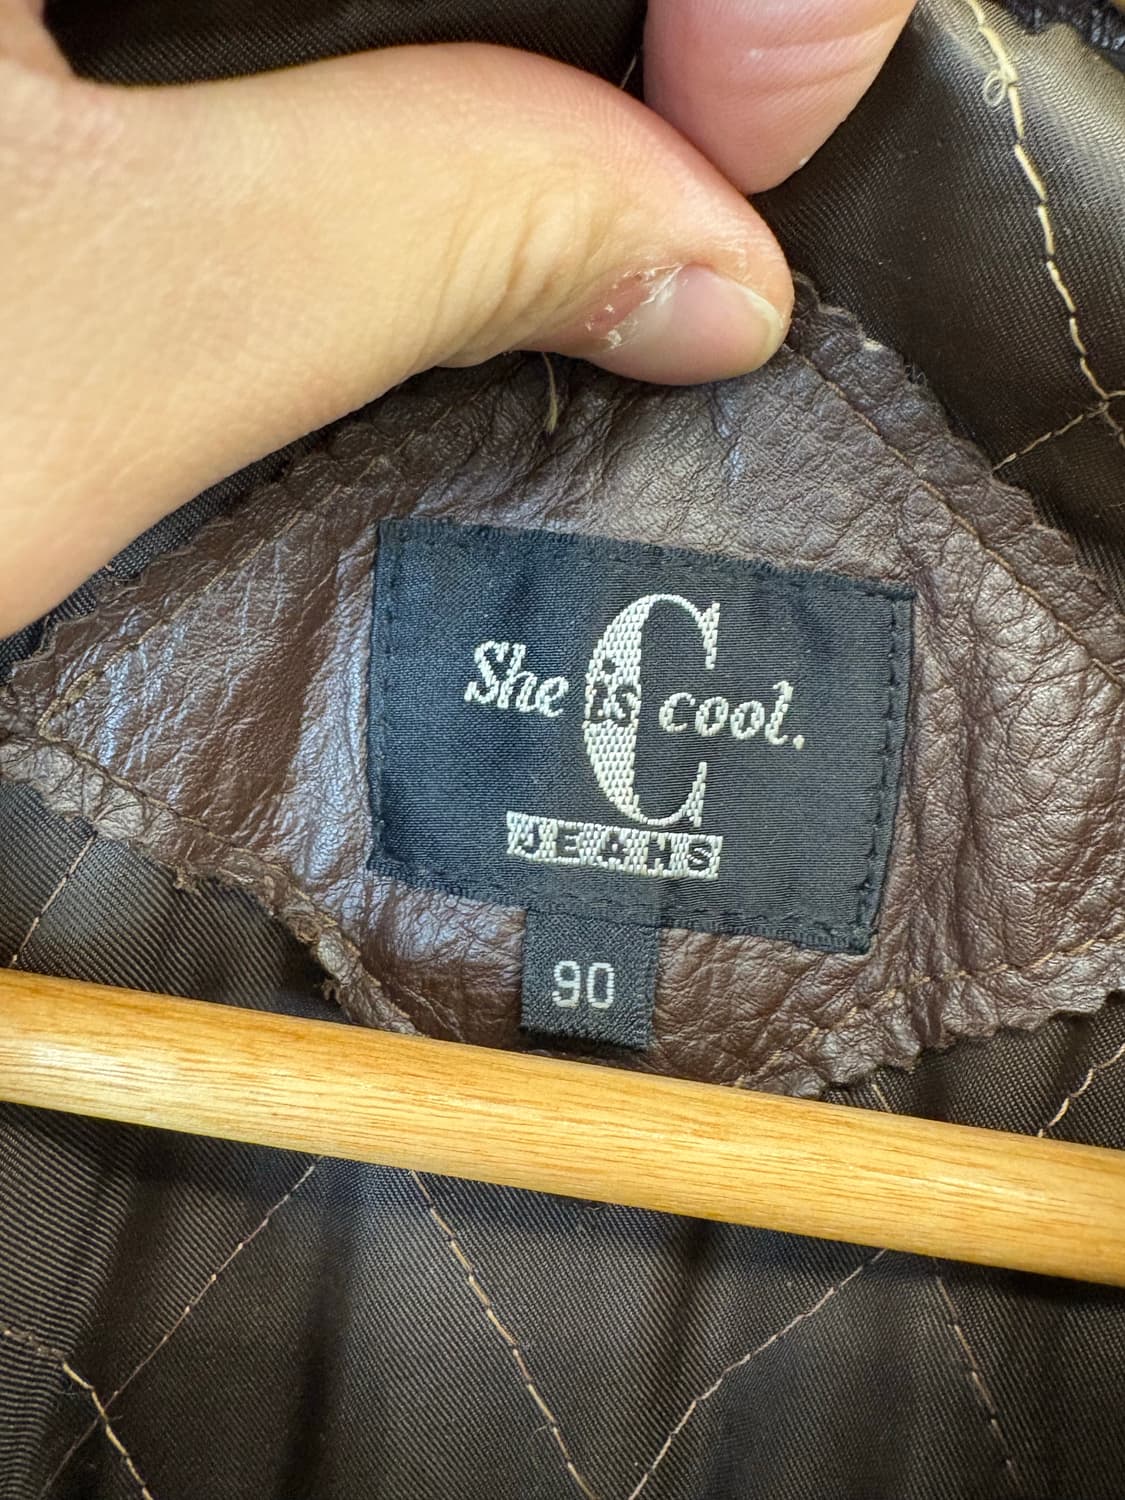 She is cool.
C
JEANS
90